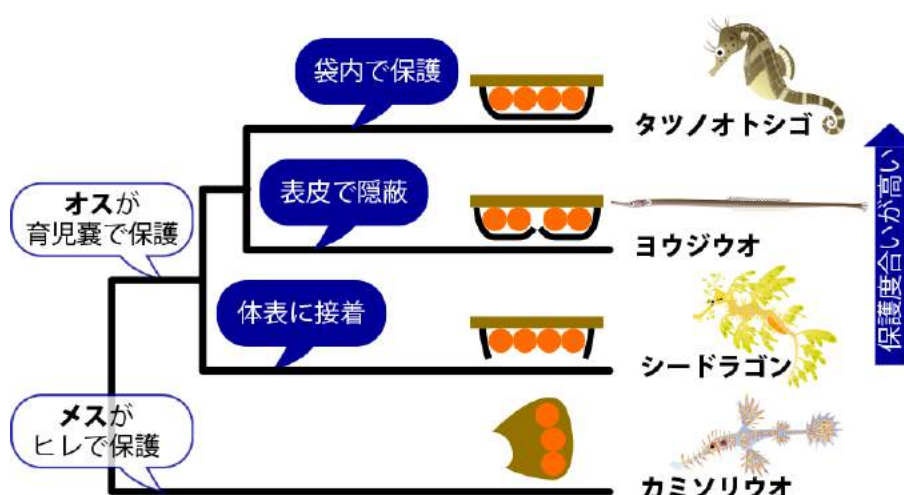 袋内で保護
タツノオトシゴ
表皮で隠蔽
オスが
育児嚢で保護
ヨウジウオ
保護度合いが高い
体表に接着
シードラゴン
メスが
ヒレで保護
カミソリウオ